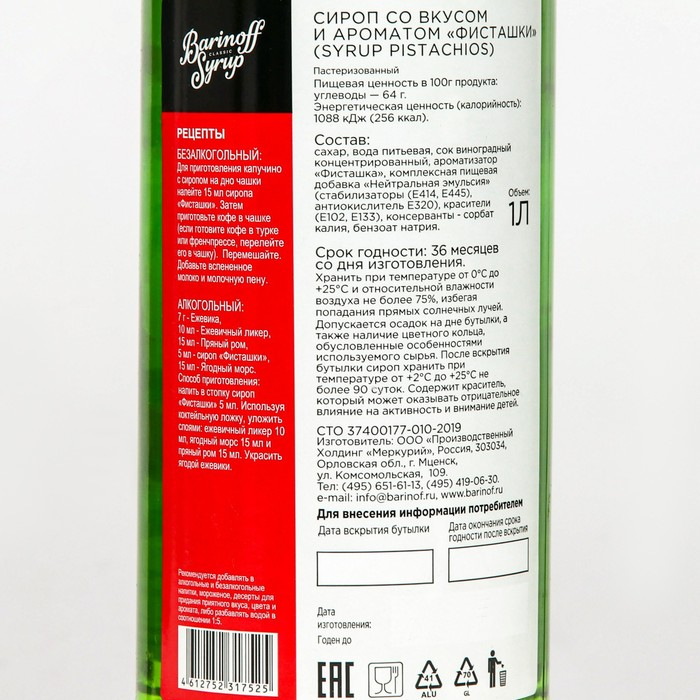 Barinoff
CLASSIC
Syrup
РЕЦЕПТЫ
БЕЗАЛКОГОЛЬНЫЙ:
Для приготовления капучино
с сиропом на дно чашки
налейте 15 мл сиропа
«Фисташки». Затем
приготовьте кофе в чашке
(если готовите кофе в турке
или френчпрессе, перелейте
его в чашку). Перемешайте.
Добавьте вспененное
молоко и молочную пену.
АЛКОГОЛЬНЫЙ:
7 г - Ежевика,
10 мл - Ежевичный ликер,
15 мл - Пряный ром,
5 мл - сироп «Фисташки»,
15 мл - Ягодный морс.
Способ приготовления:
налить в стопку сироп
«Фисташки» 5 мл. Используя
коктейльную ложку, уложить
слоями: ежевичный ликер 10
мл, ягодный морс 15 мл и
пряный ром 15 мл. Украсить
ягодой ежевики.
Рекомендуется добавлять в
алкогольные и безалкогольные
напитки, мороженое, десерты для
придания приятного вкуса, цвета и
аромата, либо разбавлять водой в
соотношении 1:5.
4 612752 317525
СИРОП СО ВКУСОМ
И АРОМАТОМ «ФИСТАШКИ»
(SYRUP PISTACHIOS)
Пастеризованный
Пищевая ценность в 100г продукта:
углеводы — 64 г.
Энергетическая ценность (калорийность):
1088 кДж (256 ккал).
Состав:
сахар, вода питьевая, сок виноградный
концентрированный, ароматизатор
«Фисташка», комплексная пищевая
добавка «Нейтральная эмульсия»
(стабилизаторы (Е414, Е445),
антиокислитель Е320), красители
(Е102, Е133), консерванты - сорбат
калия, бензоат натрия.
Объем:
1Л
Срок годности: 36 месяцев
со дня изготовления.
Хранить при температуре от 0°С до
+25°С и относительной влажности
воздуха не более 75%, избегая
попадания прямых солнечных лучей.
Допускается осадок на дне бутылки, а
также наличие цветного кольца,
обусловленные особенностями
используемого сырья. После вскрытия
бутылки сироп хранить при
температуре от +2°С до +25°С не
более 90 суток. Содержит краситель,
который может оказывать отрицательное
влияние на активность и внимание детей.
СТО 37400177-010-2019
Изготовитель: ООО «Производственный
Холдинг «Меркурий», Россия, 303034,
Орловская обл., г. Мценск,
ул. Комсомольская, 109.
Тел: (495) 651-61-13, (495) 419-06-30.
e-mail: info@barinof.ru, www.barinof.ru
Для внесения информации потребителем
Дата вскрытия бутылки
Дата окончания срока
годности после вскрытия
Дата
изготовления:
Годен до
EAC
41
ALU
70
GL